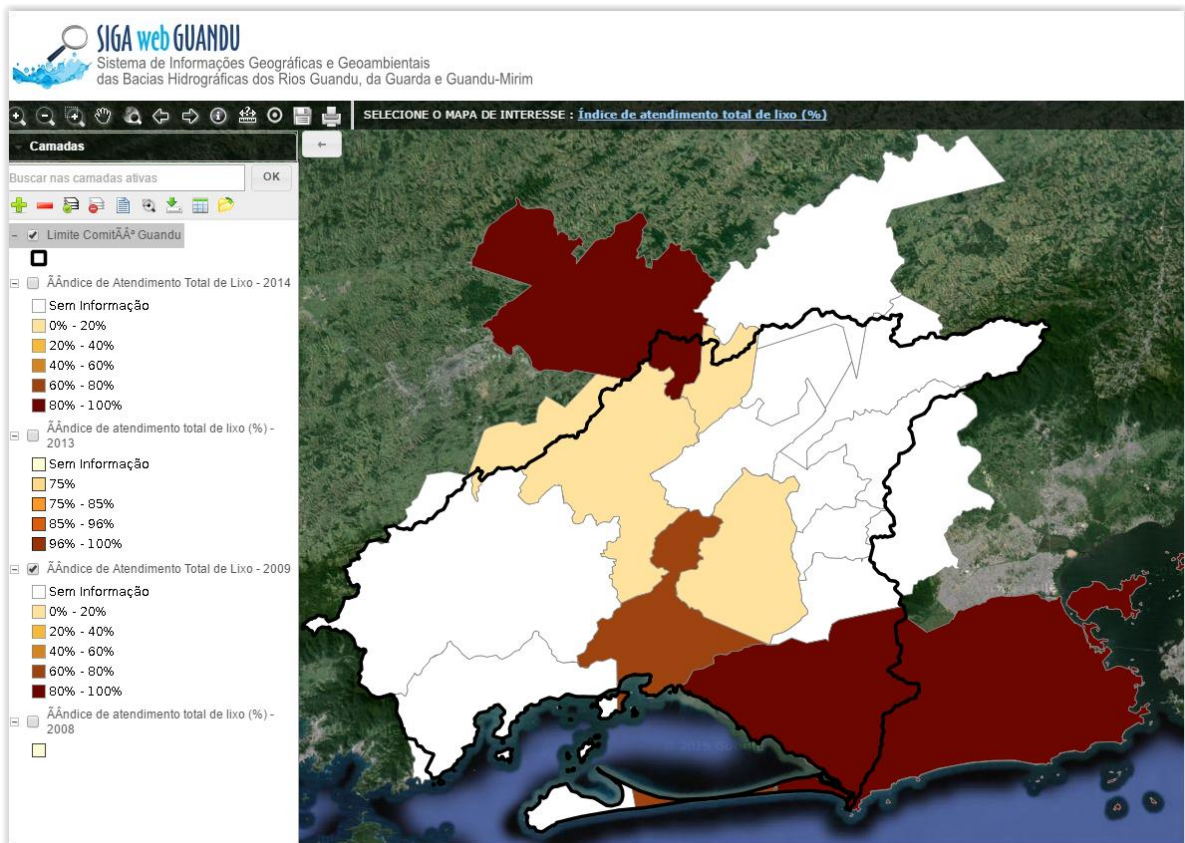 SIGA web GUANDU
Sistema de Informações Geográficas e Geoambientais
das Bacias Hidrográficas dos Rios Guandu, da Guarda e Guandu-Mirim
SELECIONE O MAPA DE INTERESSE : Índice de atendimento total de lixo (%)
Camadas
Buscar nas camadas ativas
OK
Limite ComitÃÂª Guandu
ÃÂndice de Atendimento Total de Lixo - 2014
Sem Informação
0% - 20%
20% - 40%
40% - 60%
60% - 80%
80% - 100%
ÃÂndice de atendimento total de lixo (%) -
2013
Sem Informação
75%
75% - 85%
85% - 96%
96% - 100%
ÃÂndice de Atendimento Total de Lixo - 2009
Sem Informação
0% - 20%
20% - 40%
40% - 60%
60% - 80%
80% - 100%
ÃÂndice de atendimento total de lixo (%) -
2008